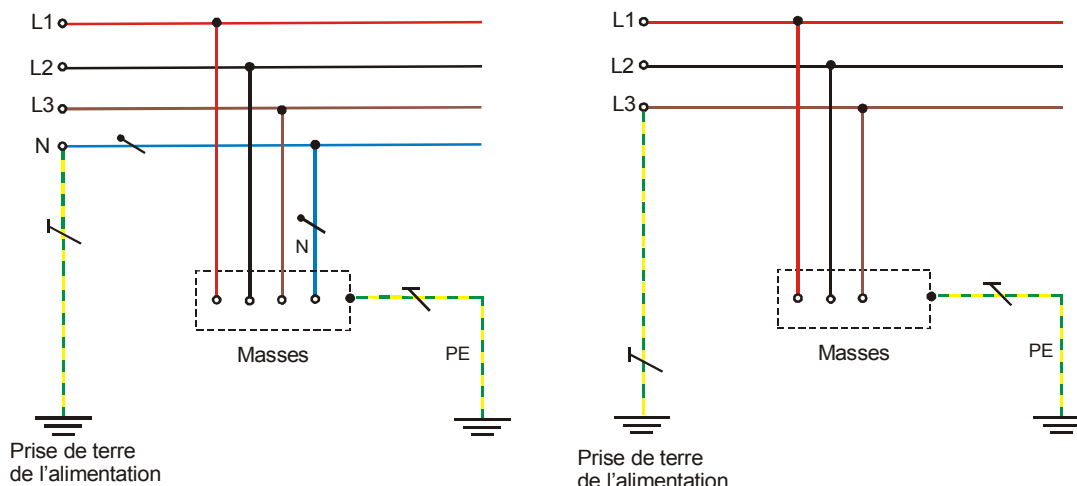 L1
L2
L3
N
N
Masses
PE
Prise de terre
de l'alimentation
L1
L2
L3
Masses
PE
Prise de terre
de l'alimentation